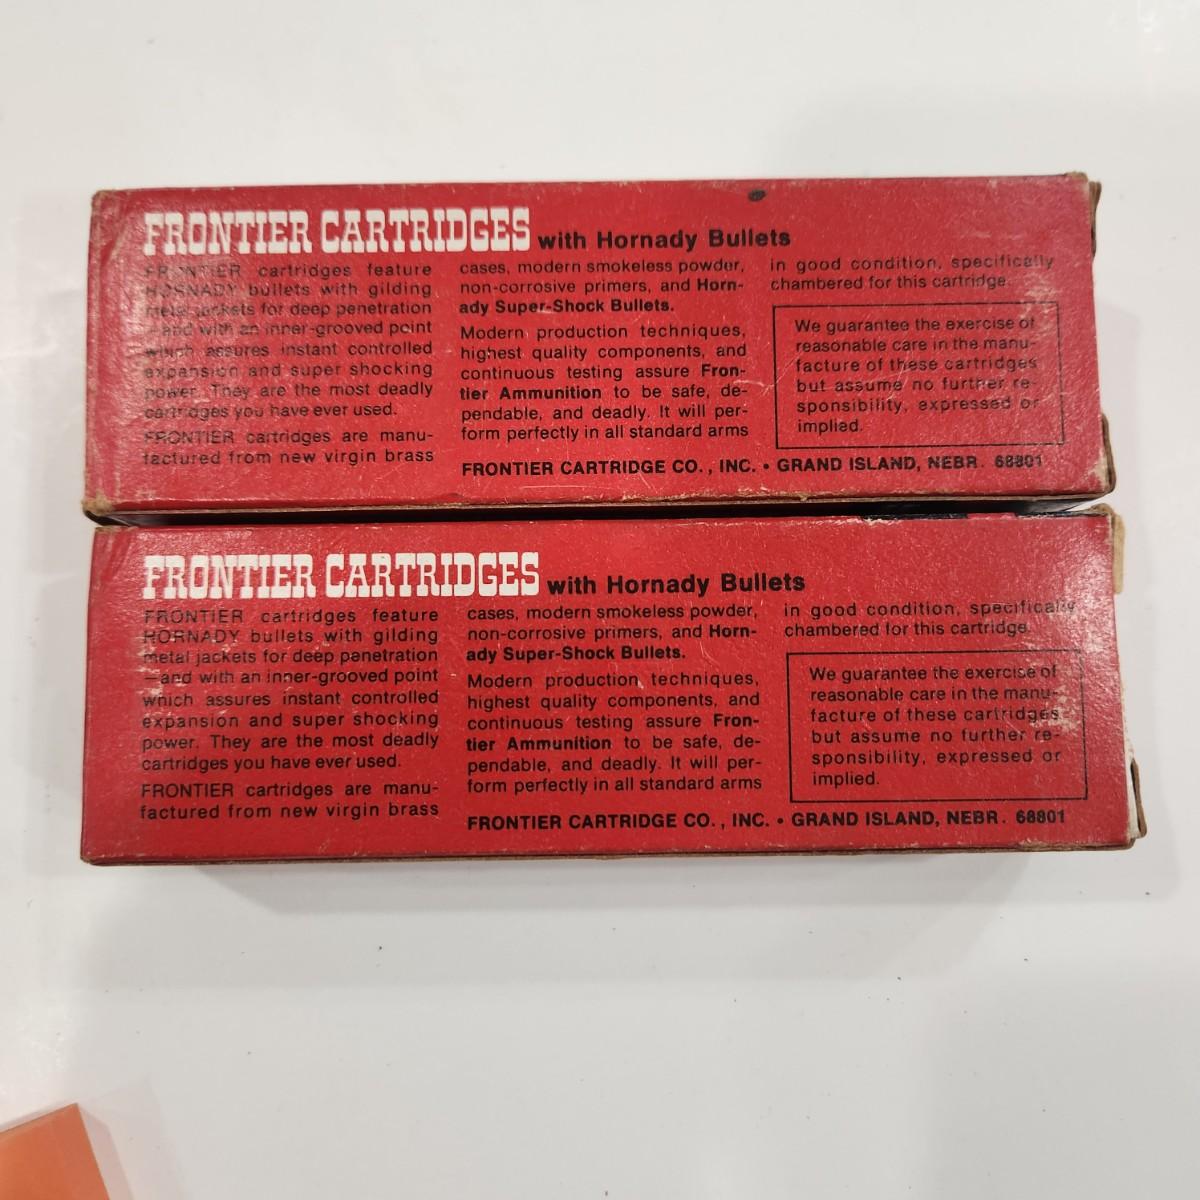 FRONTIER CARTRIDGES with Hornady Bullets
FRONTIER cartridges feature
HORNADY bullets with gilding
metal jackets for deep penetration
—and with an inner-grooved point
which assures instant controlled
expansion and super shocking
power. They are the most deadly
cartridges you have ever used.
FRONTIER cartridges are manu-
factured from new virgin brass
cases, modern smokeless powder,
non-corrosive primers, and Horn-
ady Super-Shock Bullets.
Modern production techniques,
highest quality components, and
continuous testing assure Fron-
tier Ammunition to be safe, de-
pendable, and deadly. It will per-
form perfectly in all standard arms
in good condition, specifically
chambered for this cartridge.
We guarantee the exercise of
reasonable care in the manu-
facture of these cartridges
but assume no further re-
sponsibility, expressed or
implied.
FRONTIER CARTRIDGE CO., INC. • GRAND ISLAND, NEBR. 68801
FRONTIER CARTRIDGES with Hornady Bullets
FRONTIER cartridges feature
HORNADY bullets with gilding
metal jackets for deep penetration
—and with an inner-grooved point
which assures instant controlled
expansion and super shocking
power. They are the most deadly
cartridges you have ever used.
FRONTIER cartridges are manu-
factured from new virgin brass
cases, modern smokeless powder,
non-corrosive primers, and Horn-
ady Super-Shock Bullets.
Modern production techniques,
highest quality components, and
continuous testing assure Fron-
tier Ammunition to be safe, de-
pendable, and deadly. It will per-
form perfectly in all standard arms
in good condition, specifically
chambered for this cartridge.
We guarantee the exercise of
reasonable care in the manu-
facture of these cartridges
but assume no further re-
sponsibility, expressed or
implied.
FRONTIER CARTRIDGE CO., INC. • GRAND ISLAND, NEBR. 68801